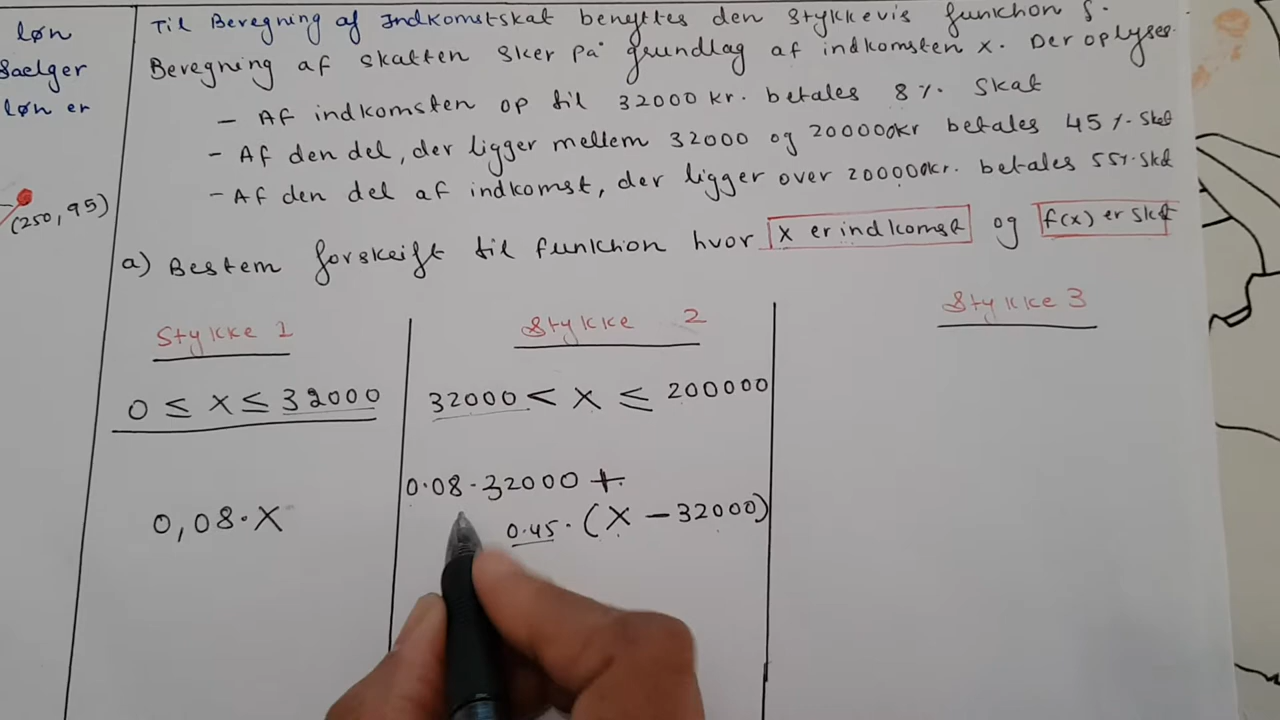 løn
Saelger
løn er
(250,95)
Til Beregning af Indkomstskat benyttes den stykkevis funktion f.
Beregning af skatten sker på grundlag af indkomsten x. Der oplyses.
- Af indkomsten op til 32000 kr. betales 8 %. Skat
- Af den del, der ligger mellem 32000 og 200000kr betales 45 %. Skat
- Af den del af indkomst, der ligger over 200000kr. betales 55%. Skat
a) Bestem forskrift til funktion hvor x er indkomst og f(x) er skat
Stykke 1
0 ≤ x ≤ 32000
0,08·x
Stykke 2
32000 < x ≤ 200000
0.08·32000 +
0.45·(x - 32000)
Stykke 3